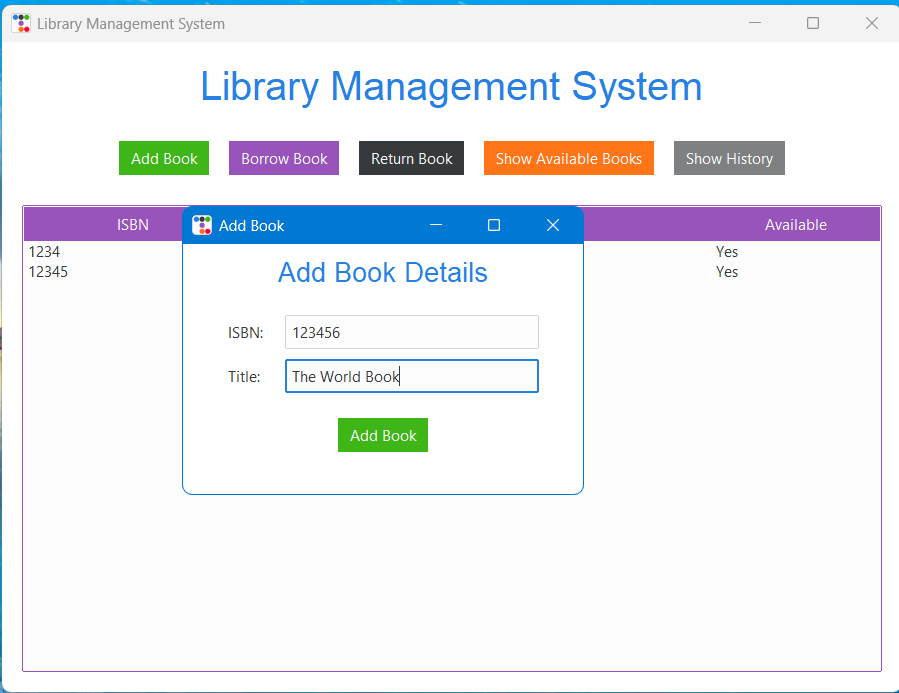 Library Management System
Library Management System
Add Book Borrow Book Return Book Show Available Books Show History
ISBN Available
1234 Yes
12345 Yes
Add Book
Add Book Details
ISBN: 123456
Title: The World Book
Add Book